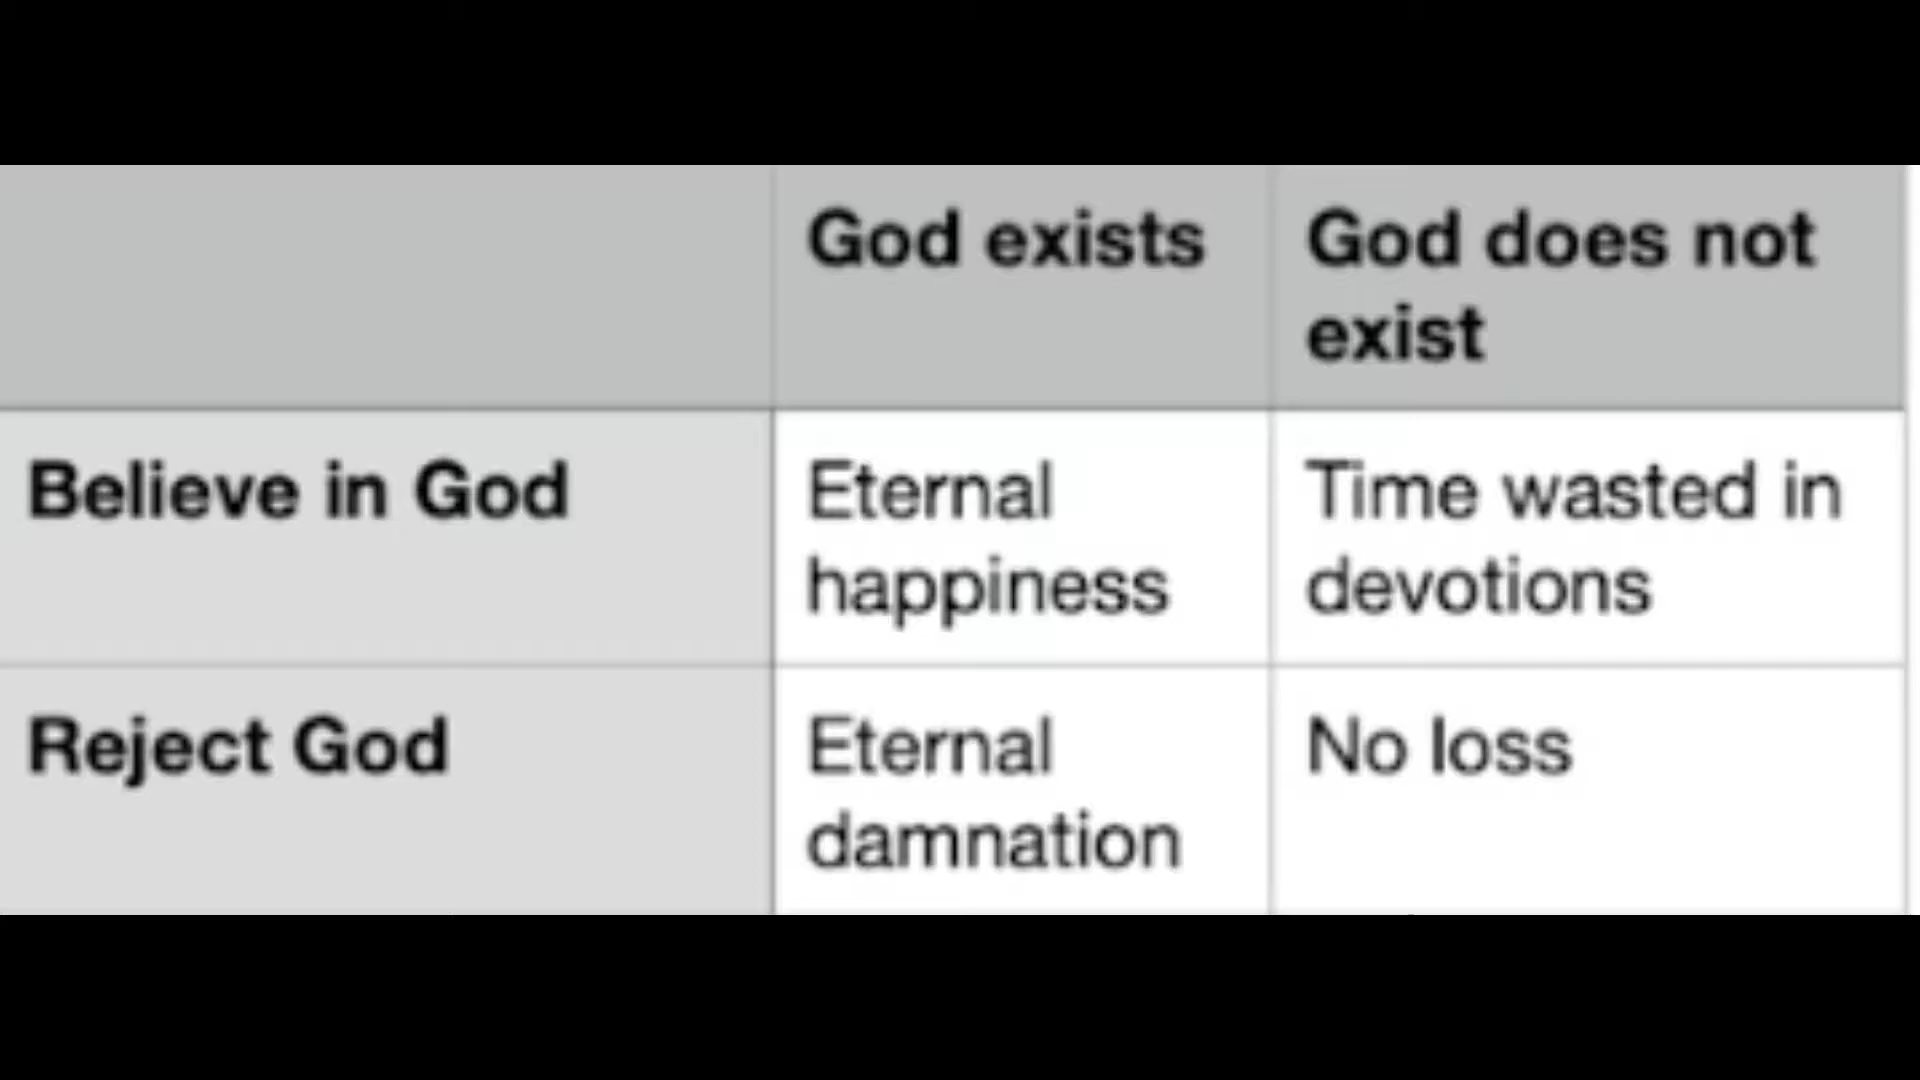 God exists
God does not
exist
Believe in God
Eternal
happiness
Time wasted in
devotions
Reject God
Eternal
damnation
No loss